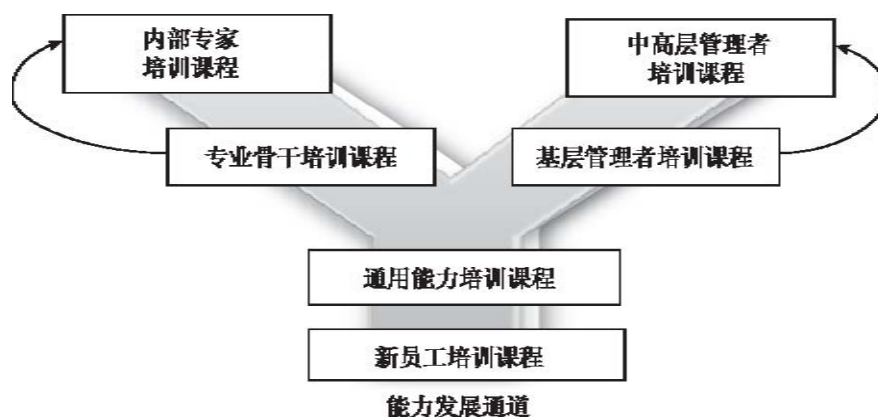 内部专家
培训课程
中高层管理者
培训课程
专业骨干培训课程
基层管理者培训课程
通用能力培训课程
新员工培训课程
能力发展通道